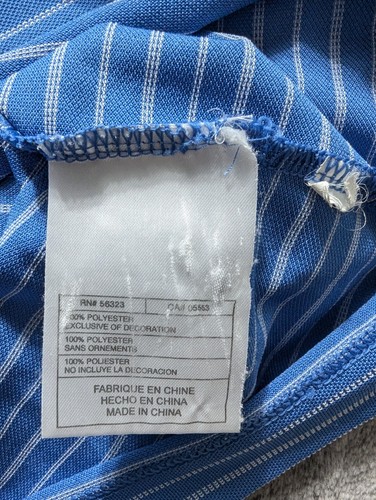 RN# 56323 CA# 05553
100% POLYESTER
EXCLUSIVE OF DECORATION
100% POLYESTER
SANS ORNEMENTS
100% POLIESTER
NO INCLUYE LA DECORACION
FABRIQUE EN CHINE
HECHO EN CHINA
MADE IN CHINA